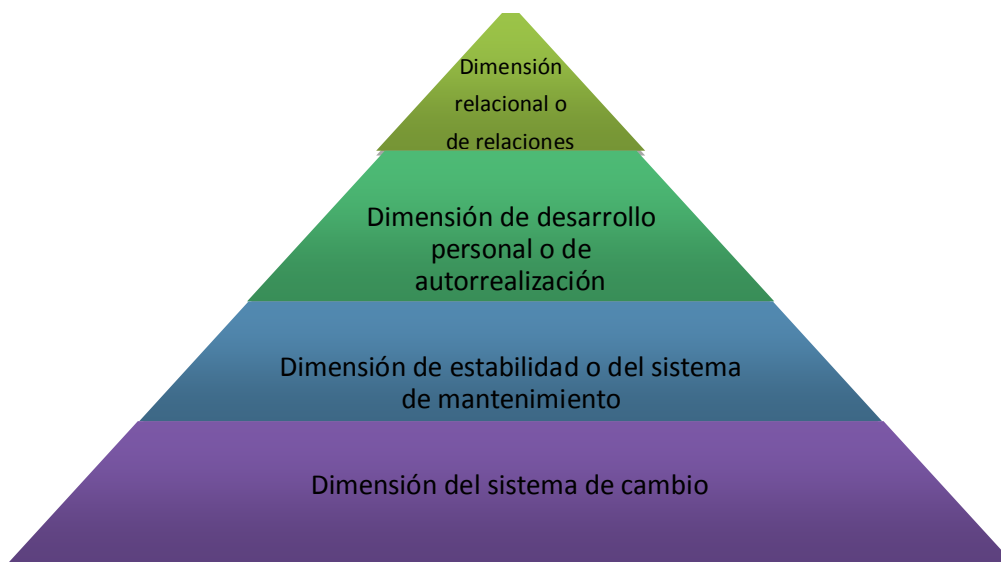 Dimensión
relacional o
de relaciones
Dimensión de desarrollo
personal o de
autorrealización
Dimensión de estabilidad o del sistema
de mantenimiento
Dimensión del sistema de cambio